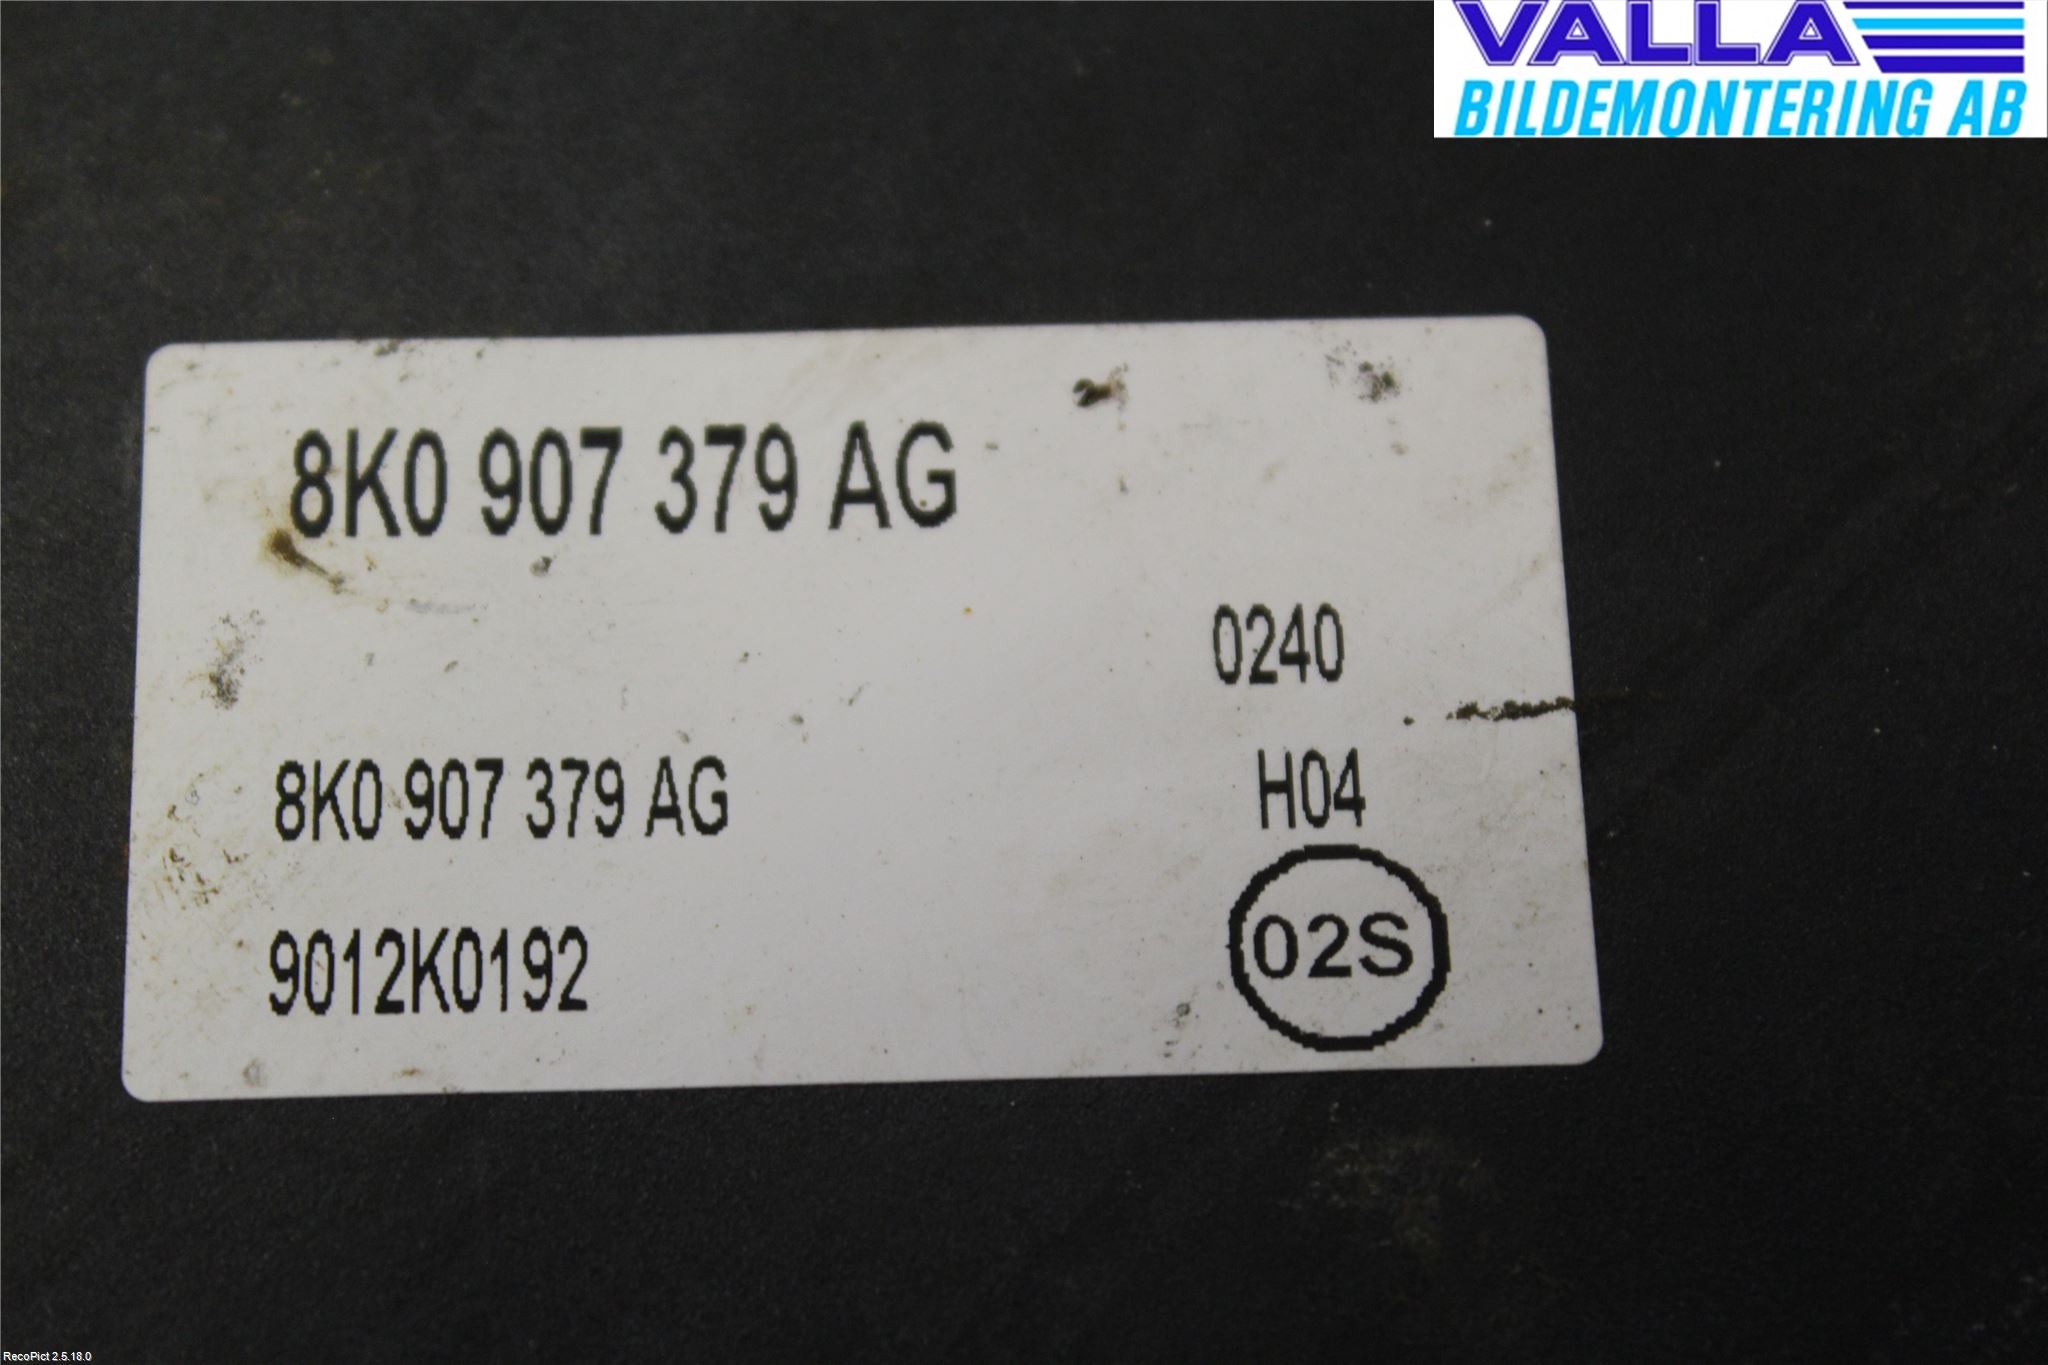 VALLA
BILDEMONTERING AB
8K0 907 379 AG
0240
8K0 907 379 AG
H04
9012K0192
02S
RecoPict 2.5.18.0